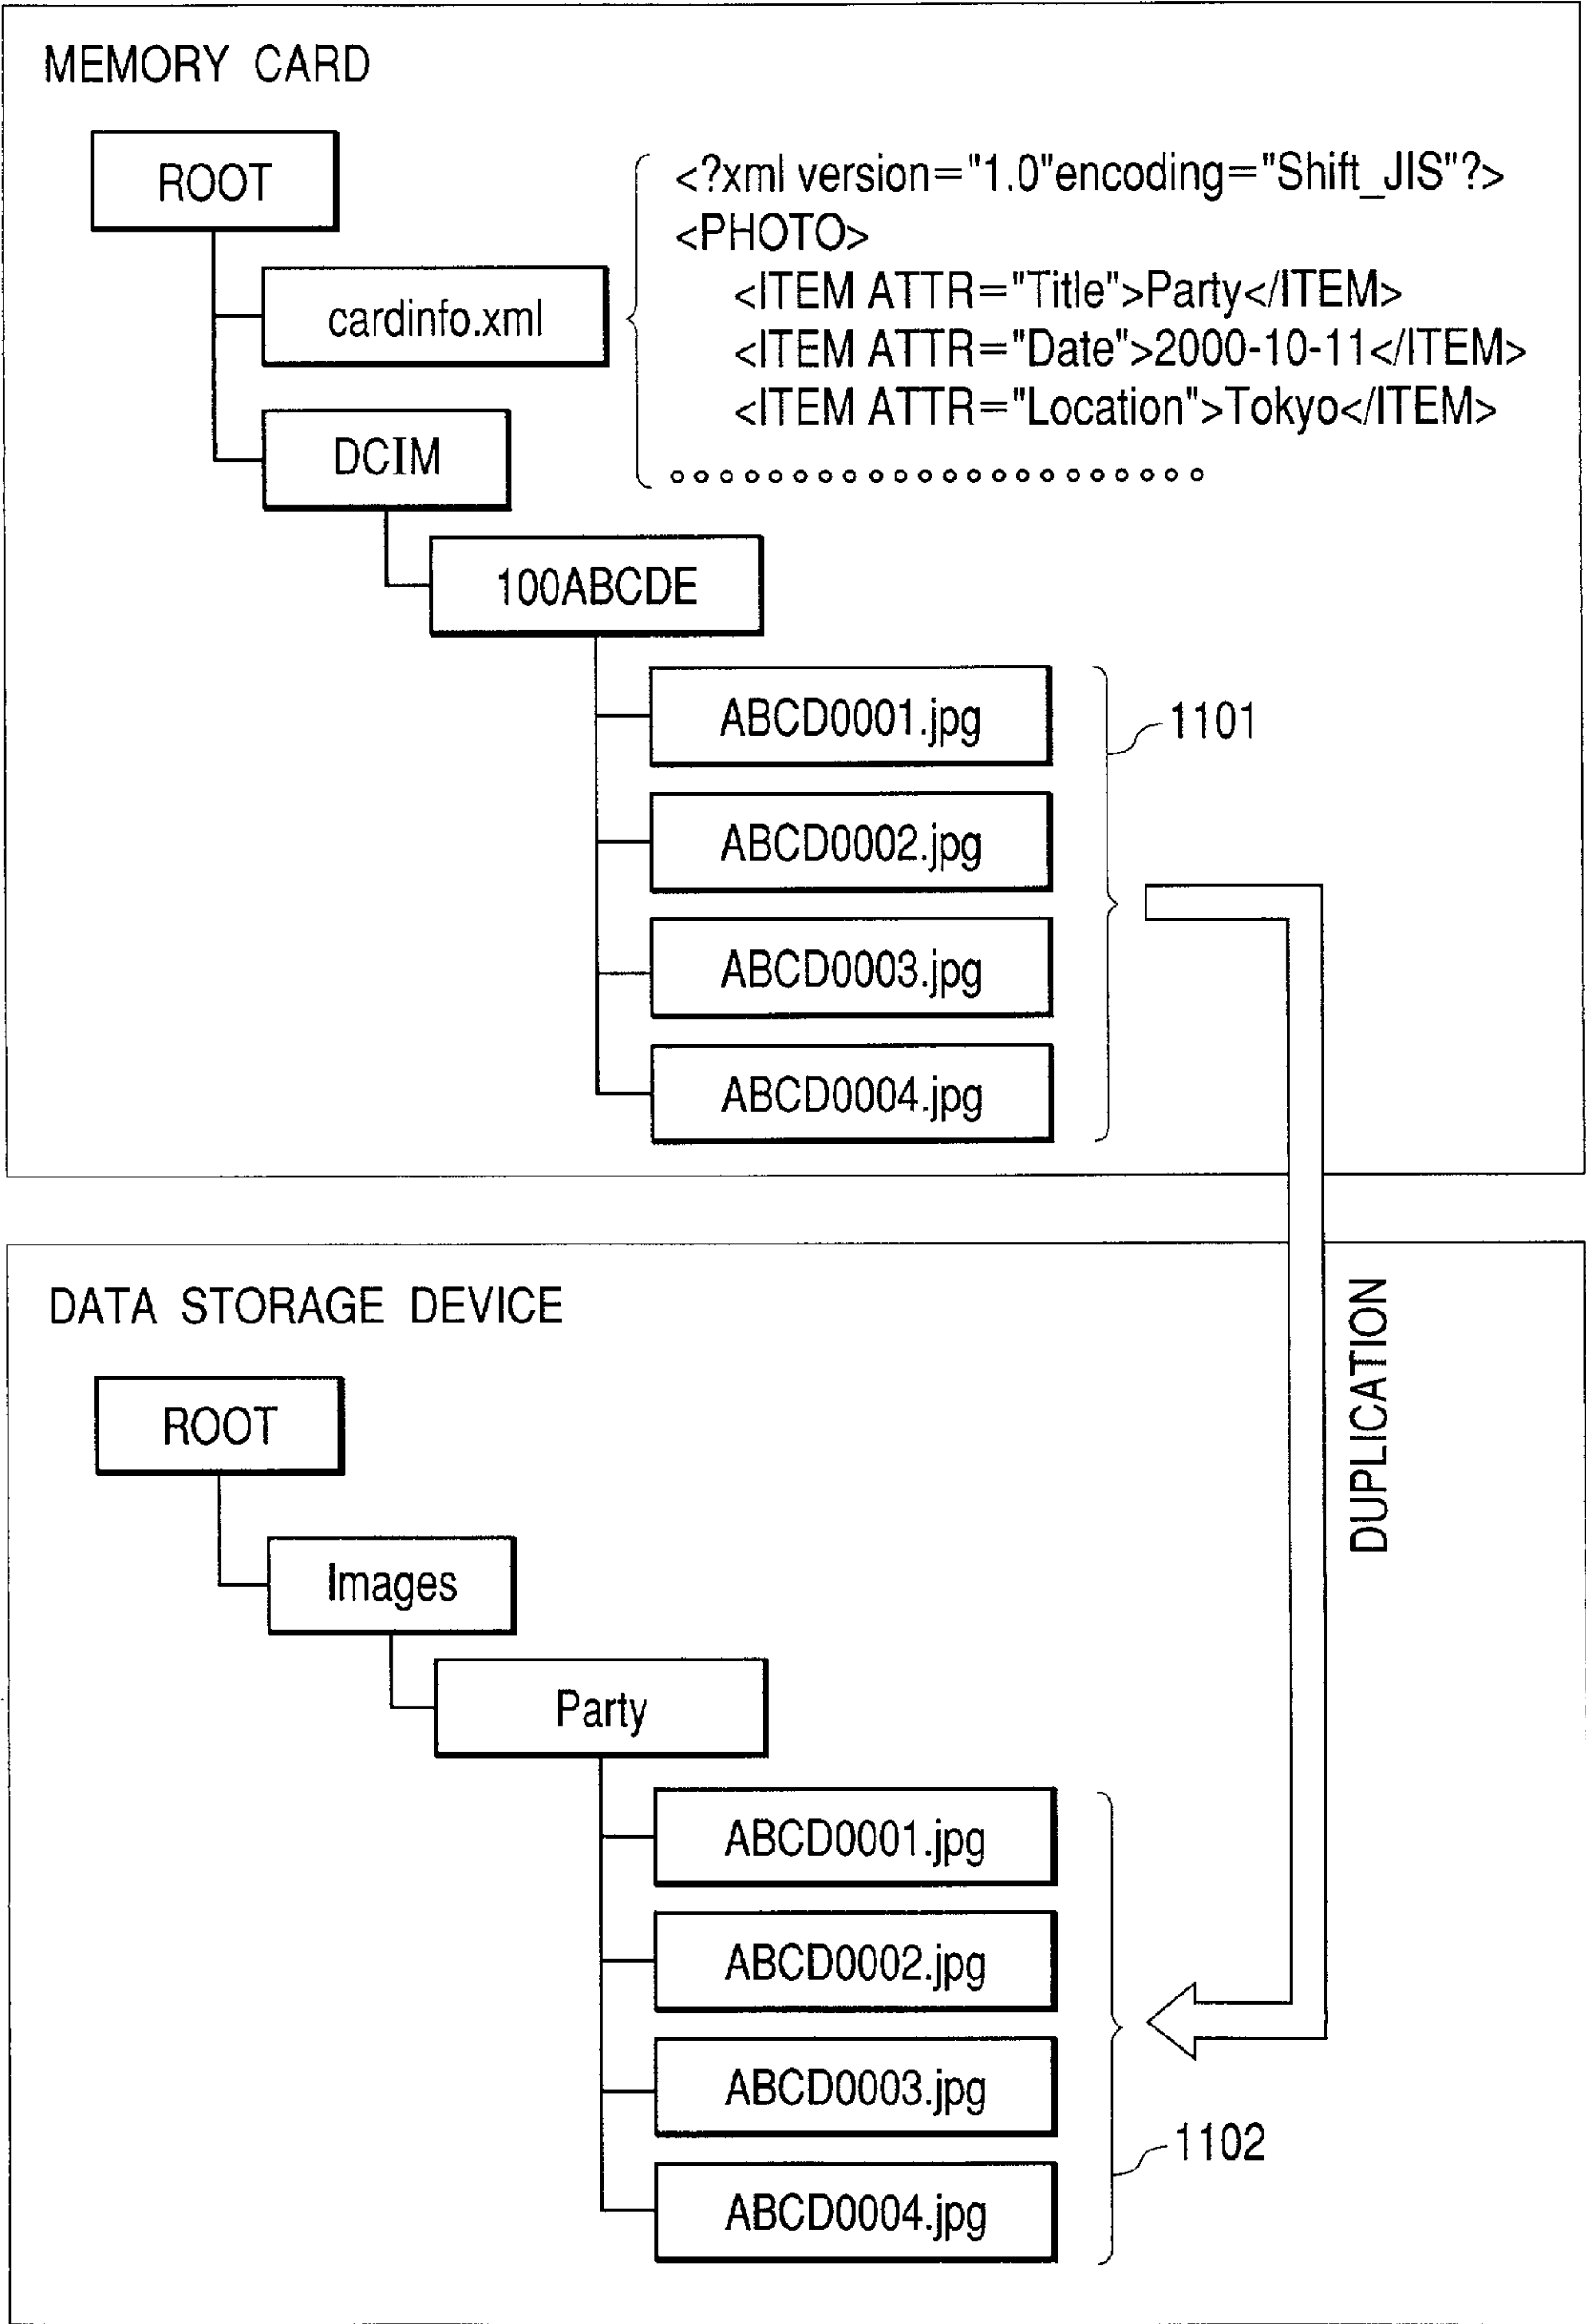 MEMORY CARD
ROOT
<?xml version="1.0"encoding="Shift_JIS"?>
<PHOTO>
<ITEM ATTR="Title">Party</ITEM>
cardinfo.xml
<ITEM ATTR="Date">2000-10-11</ITEM>
<ITEM ATTR="Location">Tokyo</ITEM>
DCIM
100ABCDE
ABCD0001.jpg
1101
ABCD0002.jpg
ABCD0003.jpg
ABCD0004.jpg
DUPLICATION
DATA STORAGE DEVICE
ROOT
Images
Party
ABCD0001.jpg
ABCD0002.jpg
ABCD0003.jpg
1102
ABCD0004.jpg